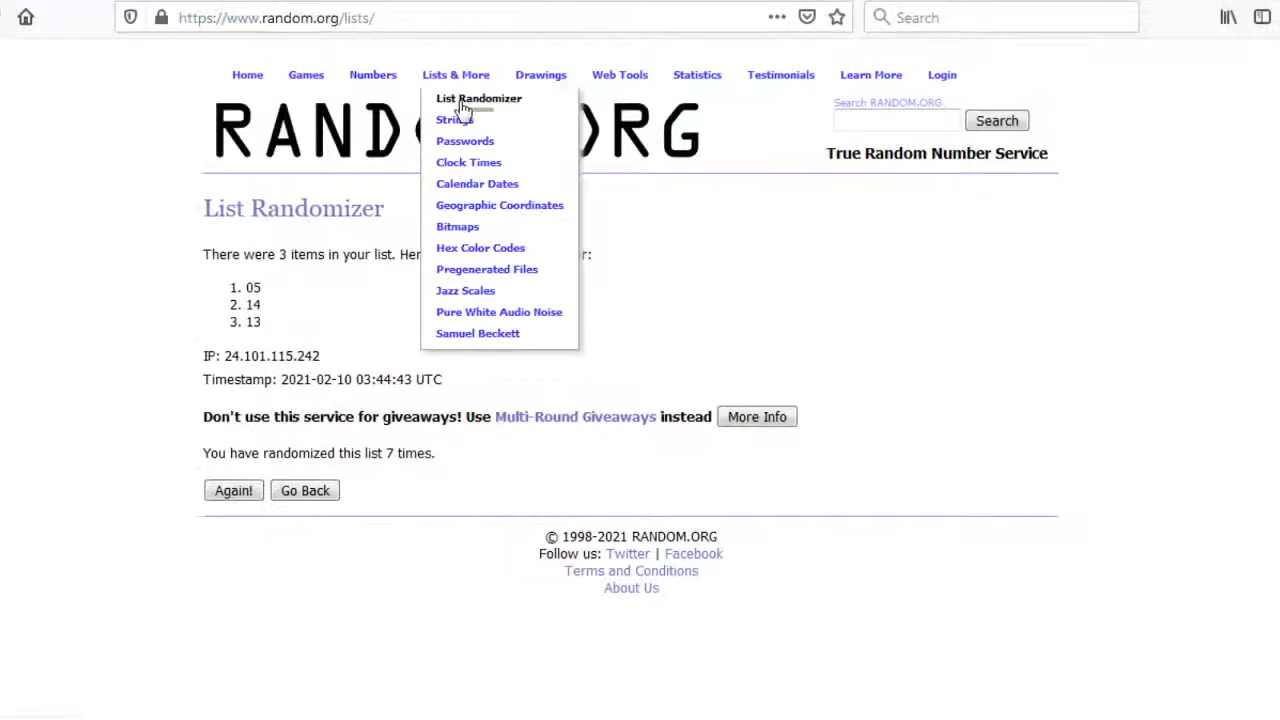 https://www.random.org/lists/
Search
Home Games Numbers Lists & More Drawings Web Tools Statistics Testimonials Learn More Login
List Randomizer
Strings
Passwords
Clock Times
Calendar Dates
Geographic Coordinates
Bitmaps
Hex Color Codes
Pregenerated Files
Jazz Scales
Pure White Audio Noise
Samuel Beckett
Search RANDOM.ORG
Search
True Random Number Service
List Randomizer
There were 3 items in your list.
1. 05
2. 14
3. 13
IP: 24.101.115.242
Timestamp: 2021-02-10 03:44:43 UTC
Don't use this service for giveaways! Use Multi-Round Giveaways instead More Info
You have randomized this list 7 times.
Again! Go Back
© 1998-2021 RANDOM.ORG
Follow us: Twitter | Facebook
Terms and Conditions
About Us